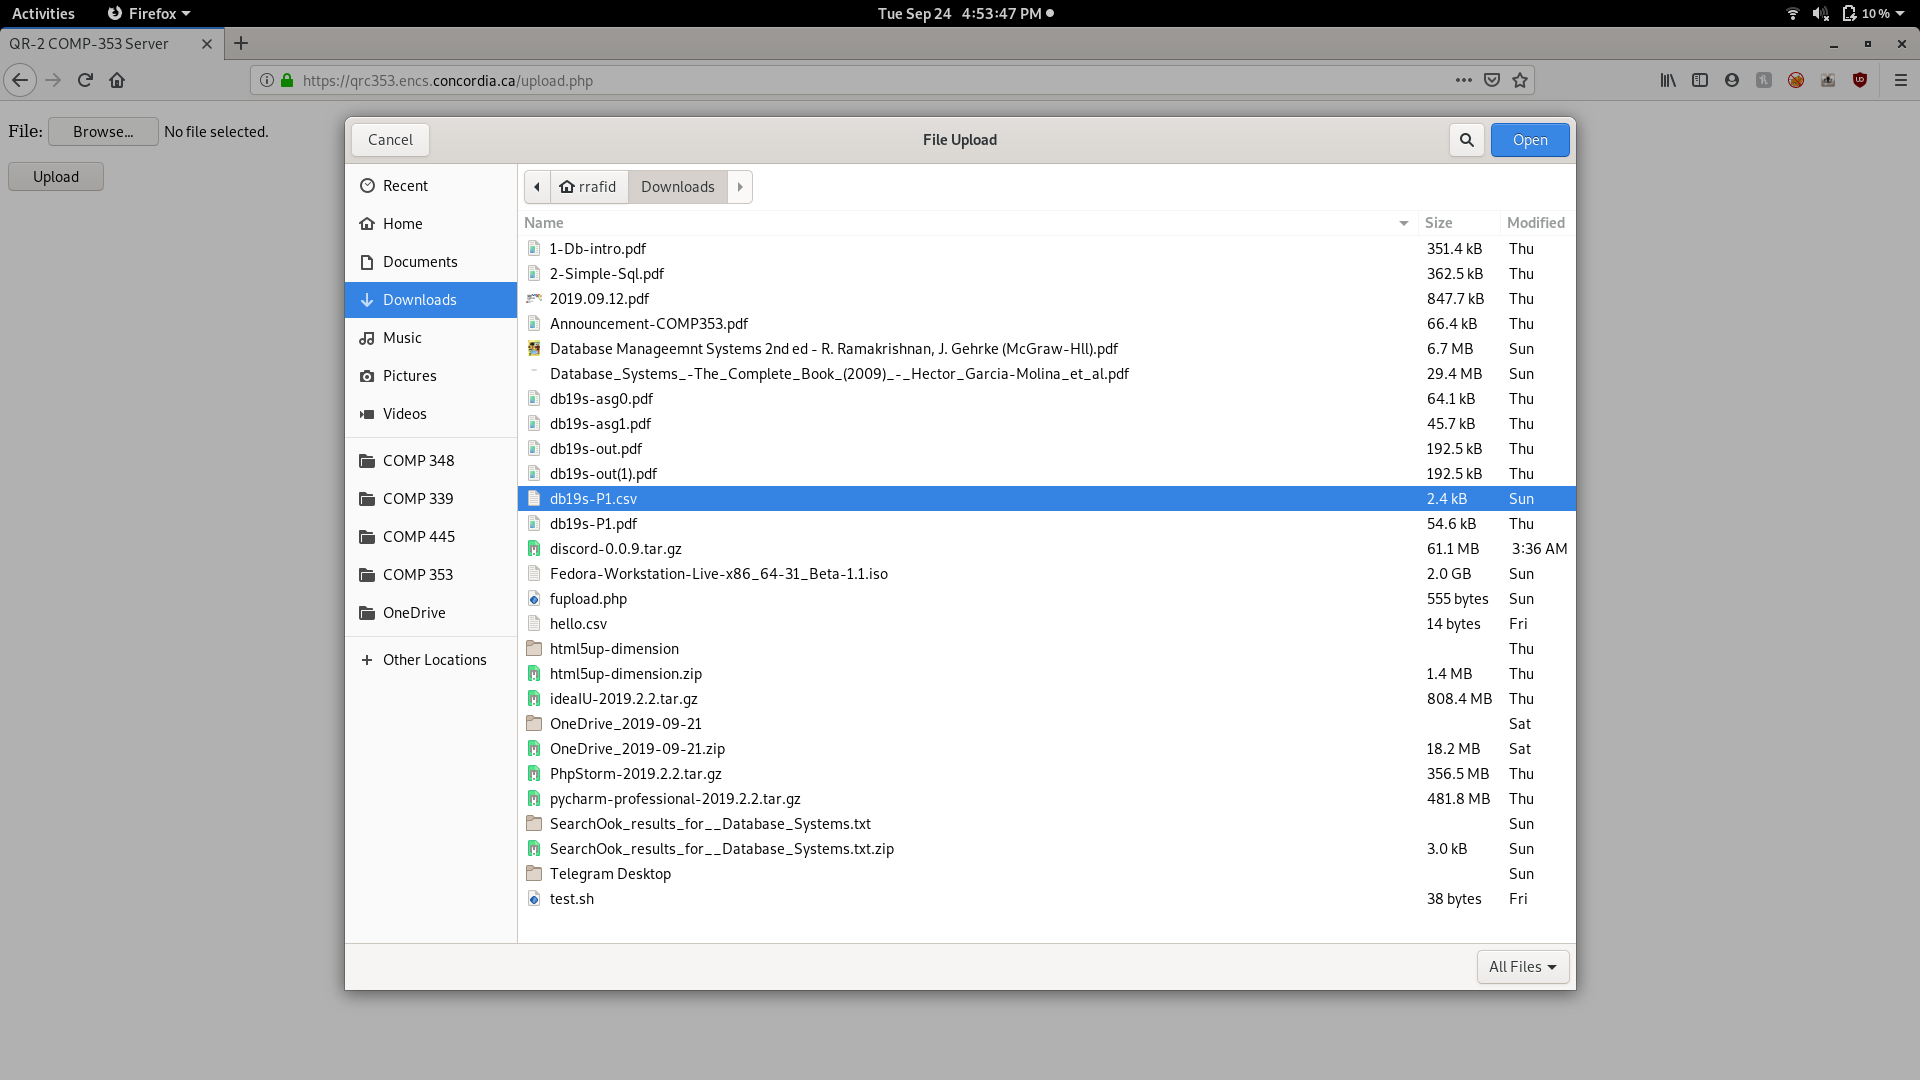 Activities Firefox Tue Sep 24 4:53:47 PM 10 %
QR-2 COMP-353 Server
https://qrc353.encs.concordia.ca/upload.php
File: Browse... No file selected.
Upload
Cancel File Upload Open
Recent
Home
Documents
Downloads
Music
Pictures
Videos
COMP 348
COMP 339
COMP 445
COMP 353
OneDrive
Other Locations
rrafid Downloads
Name Size Modified
1-Db-intro.pdf 351.4 kB Thu
2-Simple-Sql.pdf 362.5 kB Thu
2019.09.12.pdf 847.7 kB Thu
Announcement-COMP353.pdf 66.4 kB Thu
Database Manageemnt Systems 2nd ed - R. Ramakrishnan, J. Gehrke (McGraw-Hll).pdf 6.7 MB Sun
Database_Systems_-The_Complete_Book_(2009)_-_Hector_Garcia-Molina_et_al.pdf 29.4 MB Sun
db19s-asg0.pdf 64.1 kB Thu
db19s-asg1.pdf 45.7 kB Thu
db19s-out.pdf 192.5 kB Thu
db19s-out(1).pdf 192.5 kB Thu
db19s-P1.csv 2.4 kB Sun
db19s-P1.pdf 54.6 kB Thu
discord-0.0.9.tar.gz 61.1 MB 3:36 AM
Fedora-Workstation-Live-x86_64-31_Beta-1.1.iso 2.0 GB Sun
fupload.php 555 bytes Sun
hello.csv 14 bytes Fri
html5up-dimension Thu
html5up-dimension.zip 1.4 MB Thu
ideaIU-2019.2.2.tar.gz 808.4 MB Thu
OneDrive_2019-09-21 Sat
OneDrive_2019-09-21.zip 18.2 MB Sat
PhpStorm-2019.2.2.tar.gz 356.5 MB Thu
pycharm-professional-2019.2.2.tar.gz 481.8 MB Thu
SearchOok_results_for__Database_Systems.txt Sun
SearchOok_results_for__Database_Systems.txt.zip 3.0 kB Sun
Telegram Desktop Sun
test.sh 38 bytes Fri
All Files